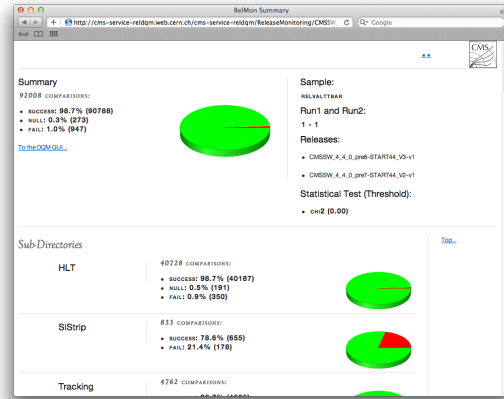 RelMon Summary
http://cms-service-reldqm.web.cern.ch/cms-service-reldqm/ReleaseMonitoring/CMSSW_
Google
CMS
Summary
92008 COMPARISONS:
SUCCESS: 98.7% (90788)
NULL: 0.3% (273)
FAIL: 1.0% (947)
To the DQM GUI...
Sample:
RELVALTTBAR
Run1 and Run2:
1 - 1
Releases:
CMSSW_4_4_0_pre8-START44_V3-v1
CMSSW_4_4_0_pre7-START44_V2-v1
Statistical Test (Threshold):
CHI2 (0.00)
Sub-Directories
Top...
HLT
40728 COMPARISONS:
SUCCESS: 98.7% (40187)
NULL: 0.5% (191)
FAIL: 0.9% (350)
SiStrip
833 COMPARISONS:
SUCCESS: 78.6% (655)
FAIL: 21.4% (178)
Tracking
4762 COMPARISONS: